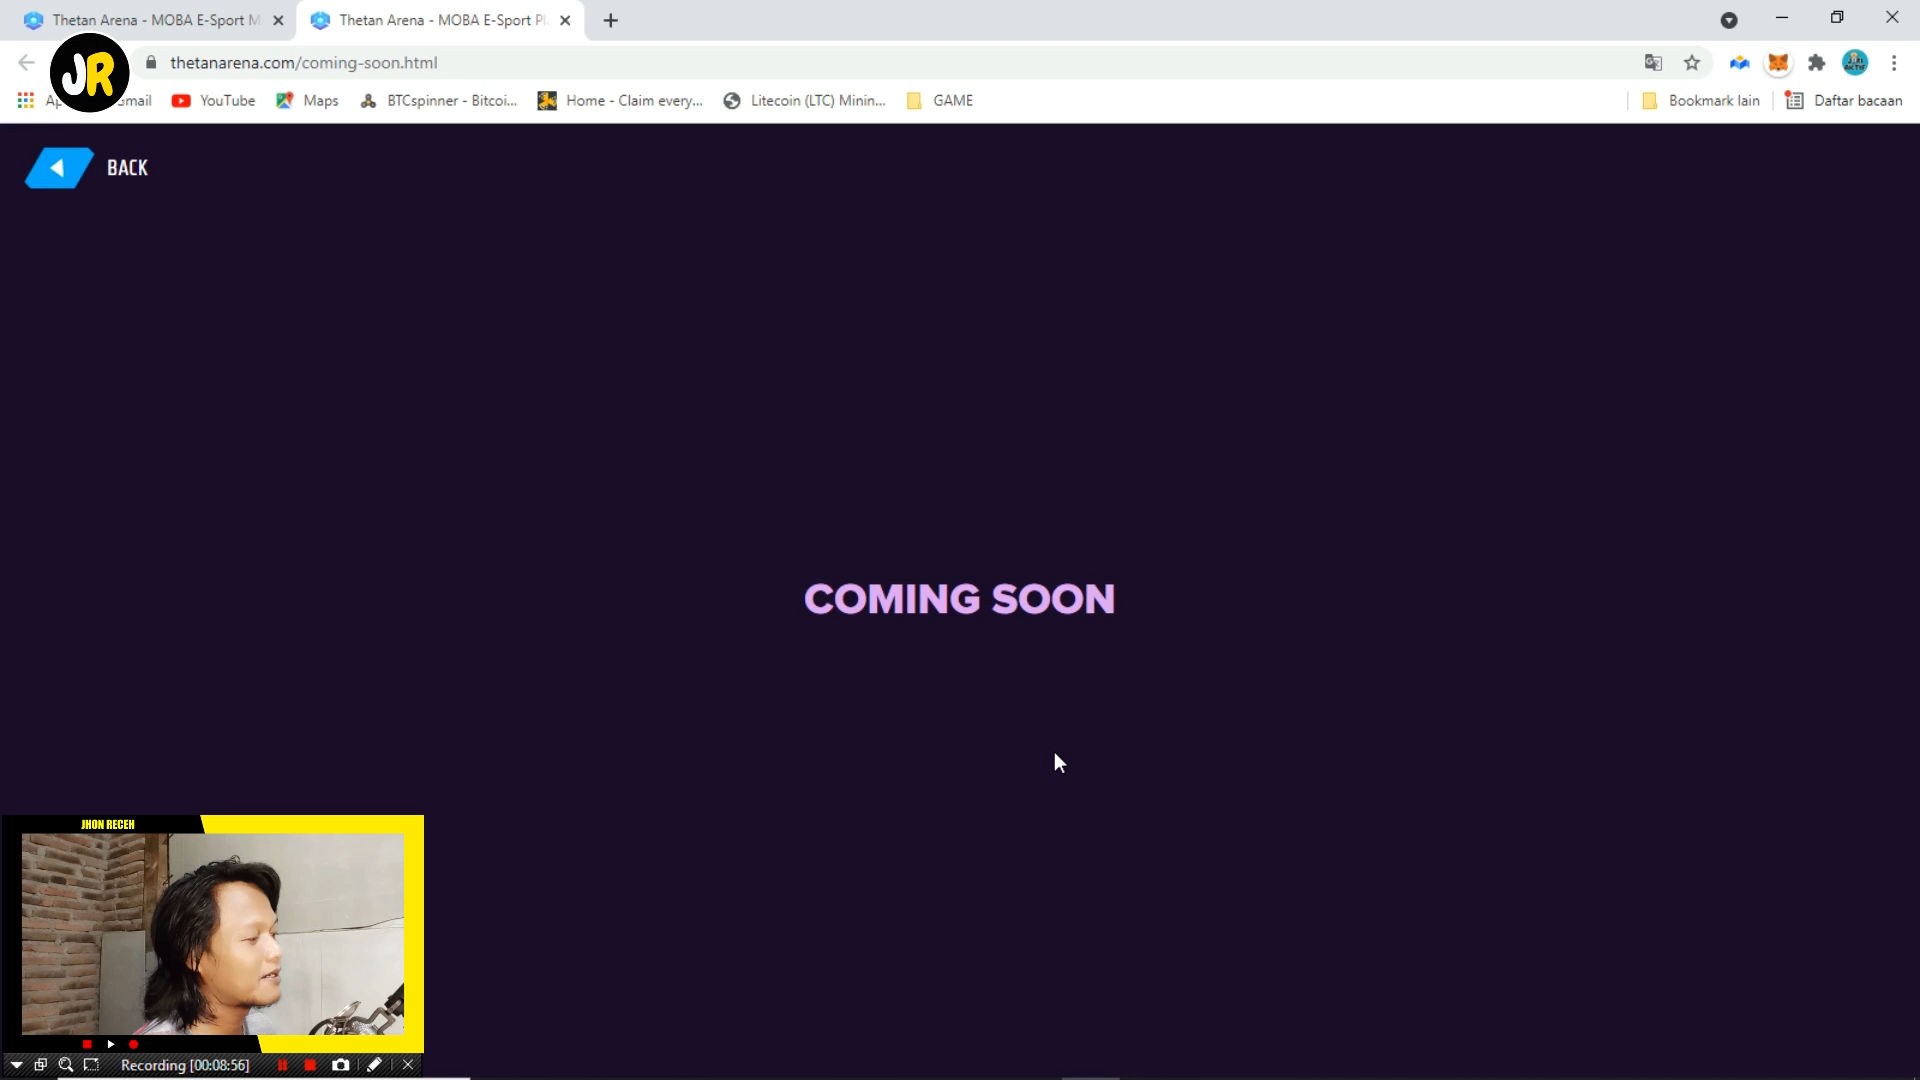 Thetan Arena - MOBA E-Sport M
Thetan Arena - MOBA E-Sport Pl
JR
thetanarena.com/coming-soon.html
YouTube
Maps
BTCspinner - Bitcoi...
Home - Claim every...
Litecoin (LTC) Minin...
GAME
Bookmark lain
Daftar bacaan
BACK
COMING SOON
JHON RECEH
Recording [00:08:56]